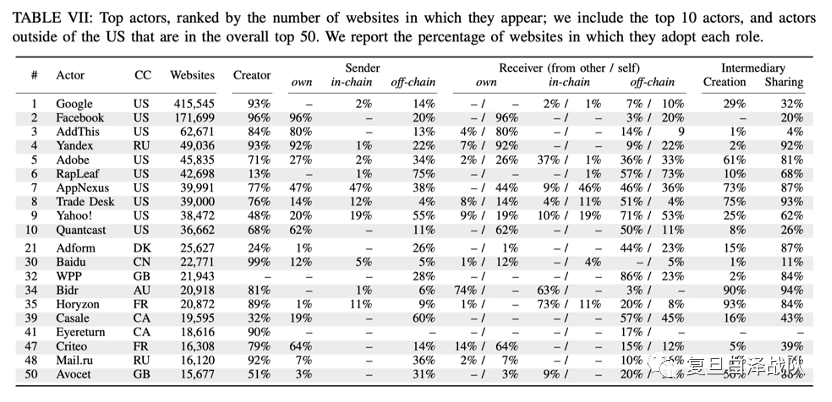 TABLE VII: Top actors, ranked by the number of websites in which they appear; we include the top 10 actors, and actors
outside of the US that are in the overall top 50. We report the percentage of websites in which they adopt each role.
Sender Receiver (from other / self) Intermediary
# Actor CC Websites Creator own in-chain off-chain own in-chain off-chain Creation Sharing
1 Google US 415,545 93% – 2% 14% – / – 2% / 1% 7% / 10% 29% 32%
2 Facebook US 171,699 96% 96% – 20% – / 96% – / – 3% / 20% – 20%
3 AddThis US 62,671 84% 80% – 13% 4% / 80% – / – 14% / 9 1% 4%
4 Yandex RU 49,036 93% 92% 1% 22% 7% / 92% – / – 9% / 22% 2% 92%
5 Adobe US 45,835 71% 27% 2% 34% 2% / 26% 37% / 1% 36% / 33% 61% 81%
6 RapLeaf US 42,698 13% – 1% 75% – / – – / 1% 57% / 73% 10% 68%
7 AppNexus US 39,991 77% 47% 47% 38% – / 44% 9% / 46% 46% / 36% 73% 87%
8 Trade Desk US 39,000 76% 14% 12% 4% 8% / 14% 4% / 11% 51% / 4% 75% 93%
9 Yahoo! US 38,472 48% 20% 19% 55% 9% / 19% 10% / 19% 71% / 53% 25% 62%
10 Quantcast US 36,662 68% 62% – 11% – / 62% – / – 50% / 11% 8% 26%
21 Adform DK 25,627 24% 1% – 26% – / 1% – / – 44% / 23% 15% 87%
30 Baidu CN 22,771 99% 12% 5% 5% 1% / 12% – / 4% – / 5% 1% 11%
32 WPP GB 21,943 – – – 28% – / – – / – 86% / 23% 2% 84%
34 Bidr AU 20,918 81% – 1% 6% 74% / – 63% / – 3% / – 90% 94%
35 Horyzon FR 20,872 89% 1% 11% 9% 1% / – 73% / 11% 20% / 8% 93% 84%
39 Casale CA 19,595 32% 19% – 60% – / – – / – 57% / 45% 16% 43%
41 Eyereturn CA 18,616 90% – – – – / – – / – 17% / – – –
47 Criteo FR 16,308 79% 64% – 14% 14% / 64% – / – 15% / 12% 5% 39%
48 Mail.ru RU 16,120 92% 7% – 36% 2% / 7% – / – 10%
50 Avocet GB 15,677 51% 3% – 31% – / 3% 9% / – 20% /
复旦白泽战队